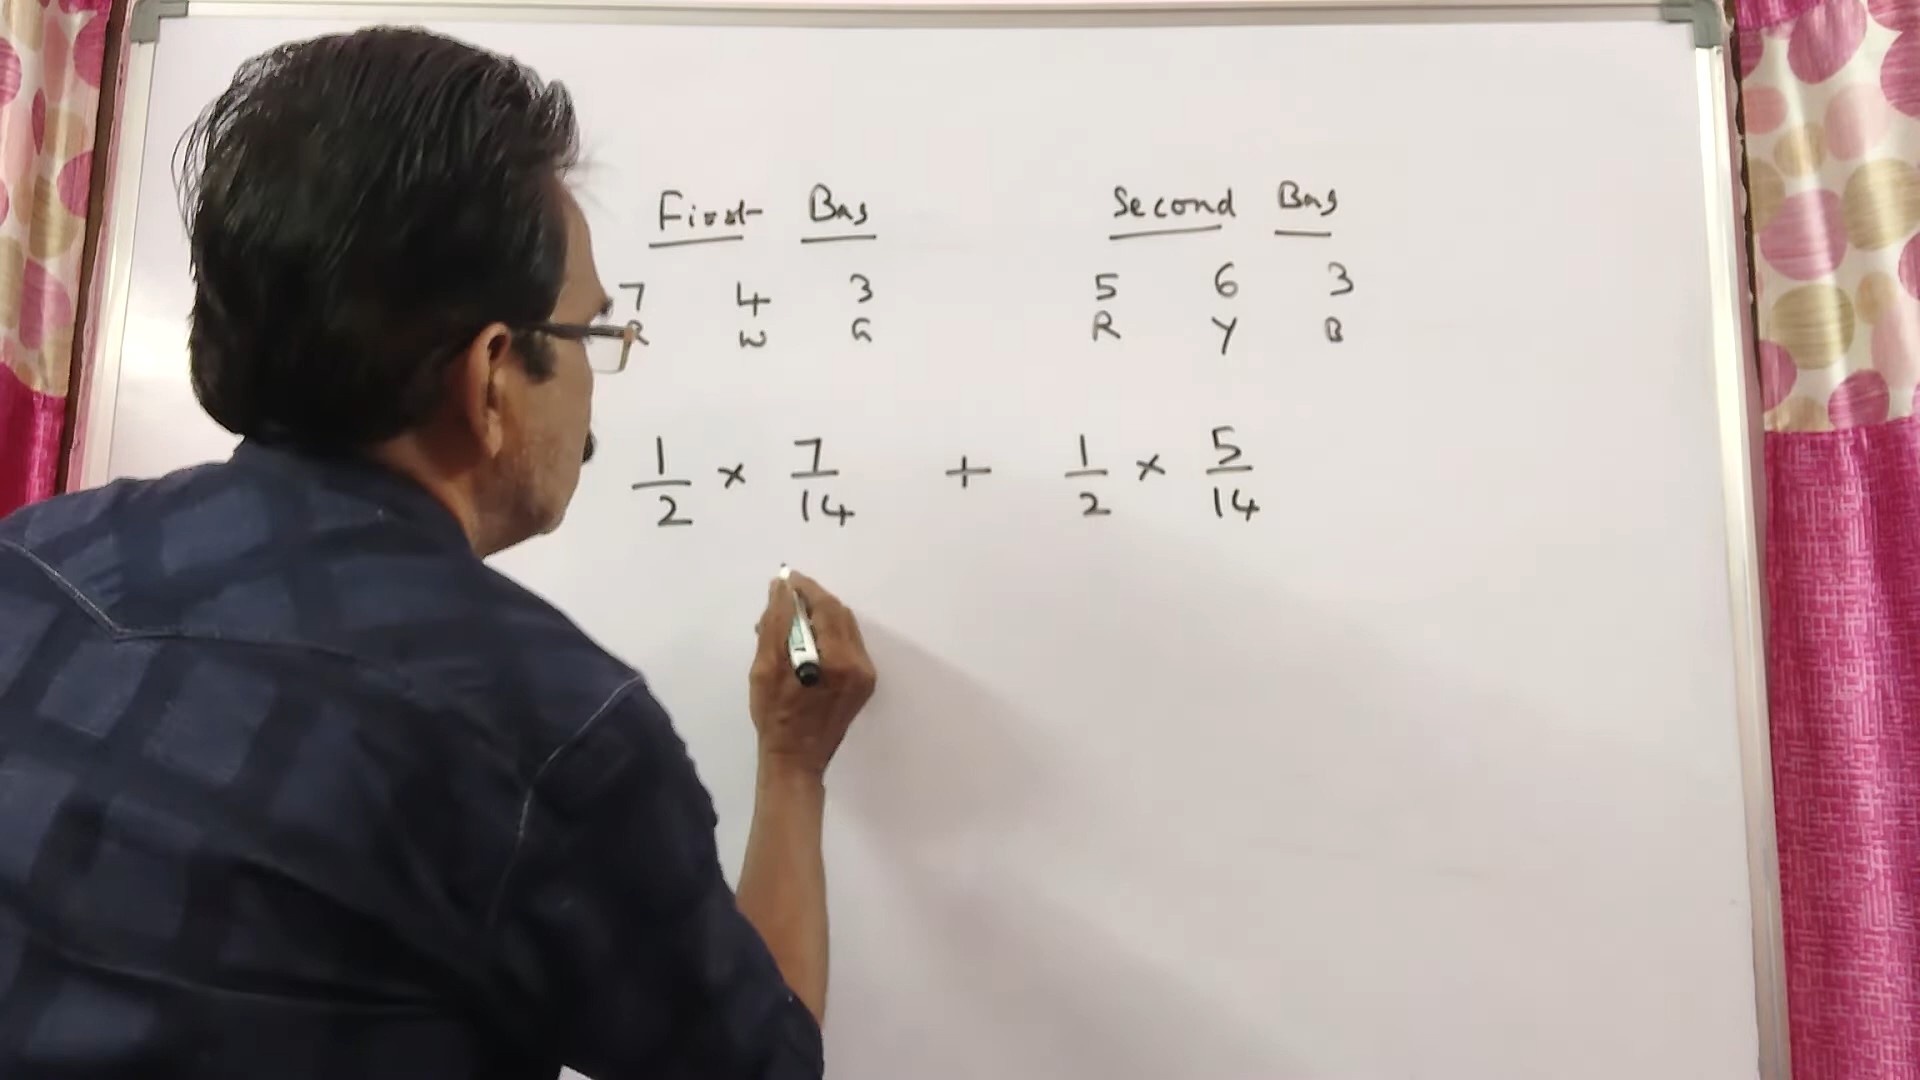 First Bag Second Bag
7 4 3 5 6 3
R W G R Y B
1/2 × 7/14 + 1/2 × 5/14